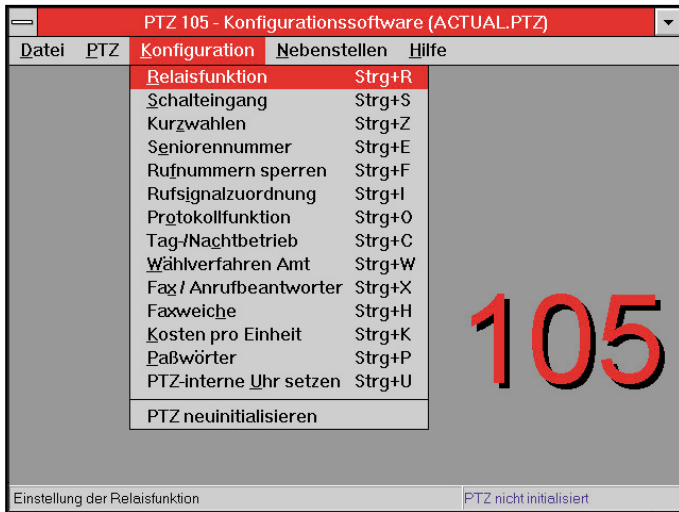 PTZ 105 - Konfigurationssoftware (ACTUAL.PTZ)
Datei PTZ Konfiguration Nebenstellen Hilfe
Relaisfunktion Strg+R
Schalteingang Strg+S
Kurzwahlen Strg+Z
Seniorennummer Strg+E
Rufnummern sperren Strg+F
Rufsignalzuordnung Strg+I
Protokollfunktion Strg+O
Tag-/Nachtbetrieb Strg+C
Wählverfahren Amt Strg+W
Fax / Anrufbeantworter Strg+X
Faxweiche Strg+H
Kosten pro Einheit Strg+K
Paßwörter Strg+P
PTZ-interne Uhr setzen Strg+U
PTZ neuinitialisieren
105
Einstellung der Relaisfunktion PTZ nicht initialisiert